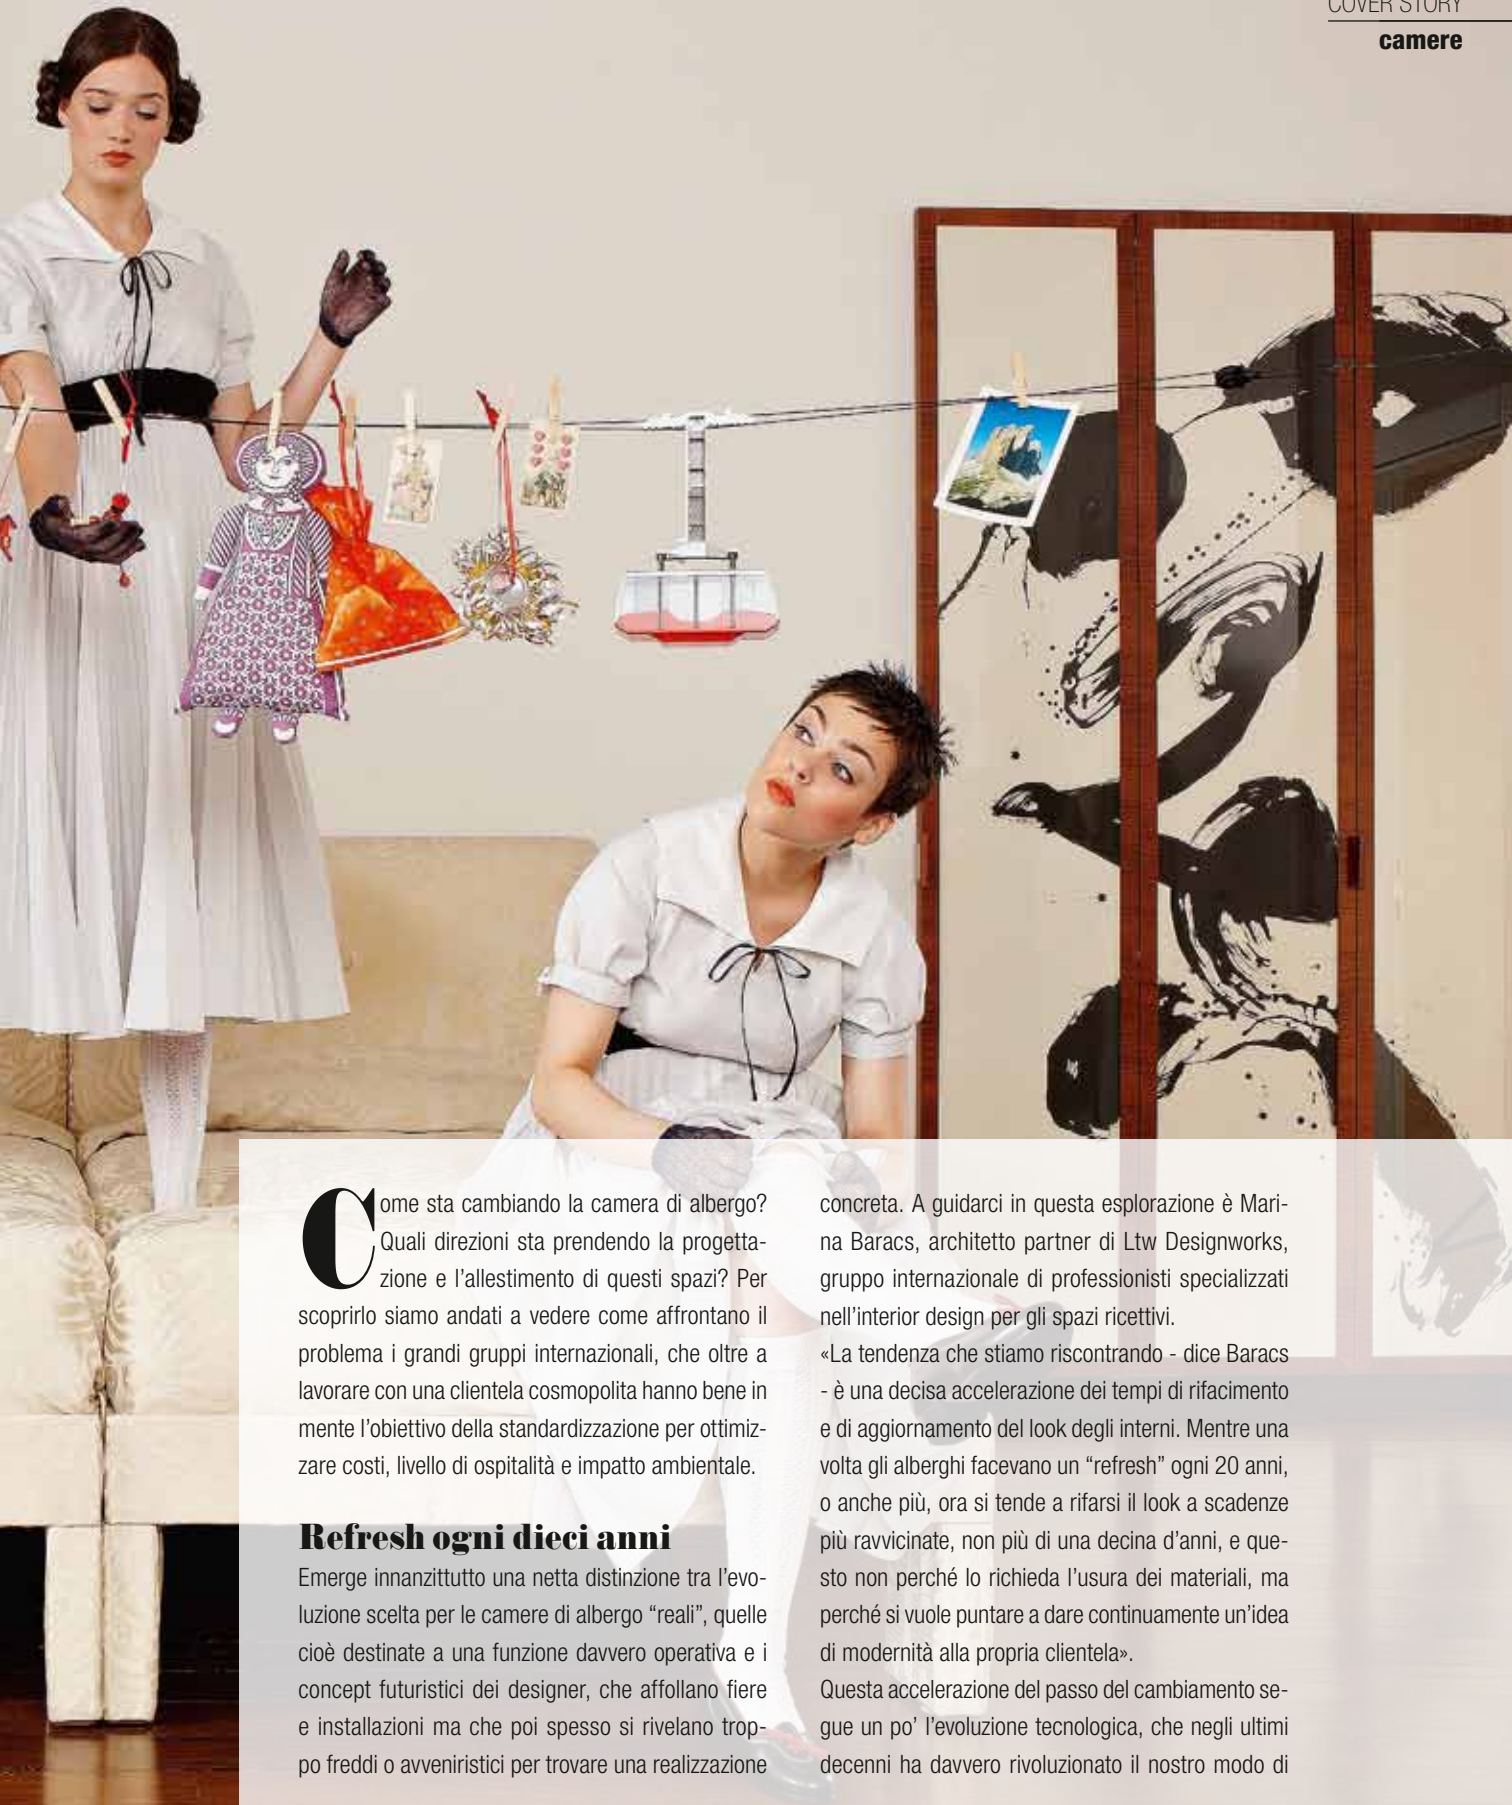 COVER STORY
camere
Come sta cambiando la camera di albergo?
Quali direzioni sta prendendo la progetta-
zione e l'allestimento di questi spazi? Per
scoprirlo siamo andati a vedere come affrontano il
problema i grandi gruppi internazionali, che oltre a
lavorare con una clientela cosmopolita hanno bene in
mente l'obiettivo della standardizzazione per ottimiz-
zare costi, livello di ospitalità e impatto ambientale.
Refresh ogni dieci anni
Emerge innanzittutto una netta distinzione tra l'evo-
luzione scelta per le camere di albergo “reali”, quelle
cioè destinate a una funzione davvero operativa e i
concept futuristici dei designer, che affollano fiere
e installazioni ma che poi spesso si rivelano trop-
po freddi o avveniristici per trovare una realizzazione
concreta. A guidarci in questa esplorazione è Mari-
na Baracs, architetto partner di Ltw Designworks,
gruppo internazionale di professionisti specializzati
nell'interior design per gli spazi ricettivi.
«La tendenza che stiamo riscontrando - dice Baracs
- è una decisa accelerazione dei tempi di rifacimento
e di aggiornamento del look degli interni. Mentre una
volta gli alberghi facevano un “refresh” ogni 20 anni,
o anche più, ora si tende a rifarsi il look a scadenze
più ravvicinate, non più di una decina d'anni, e que-
sto non perché lo richieda l'usura dei materiali, ma
perché si vuole puntare a dare continuamente un'idea
di modernità alla propria clientela».
Questa accelerazione del passo del cambiamento se-
gue un po' l'evoluzione tecnologica, che negli ultimi
decenni ha davvero rivoluzionato il nostro modo di